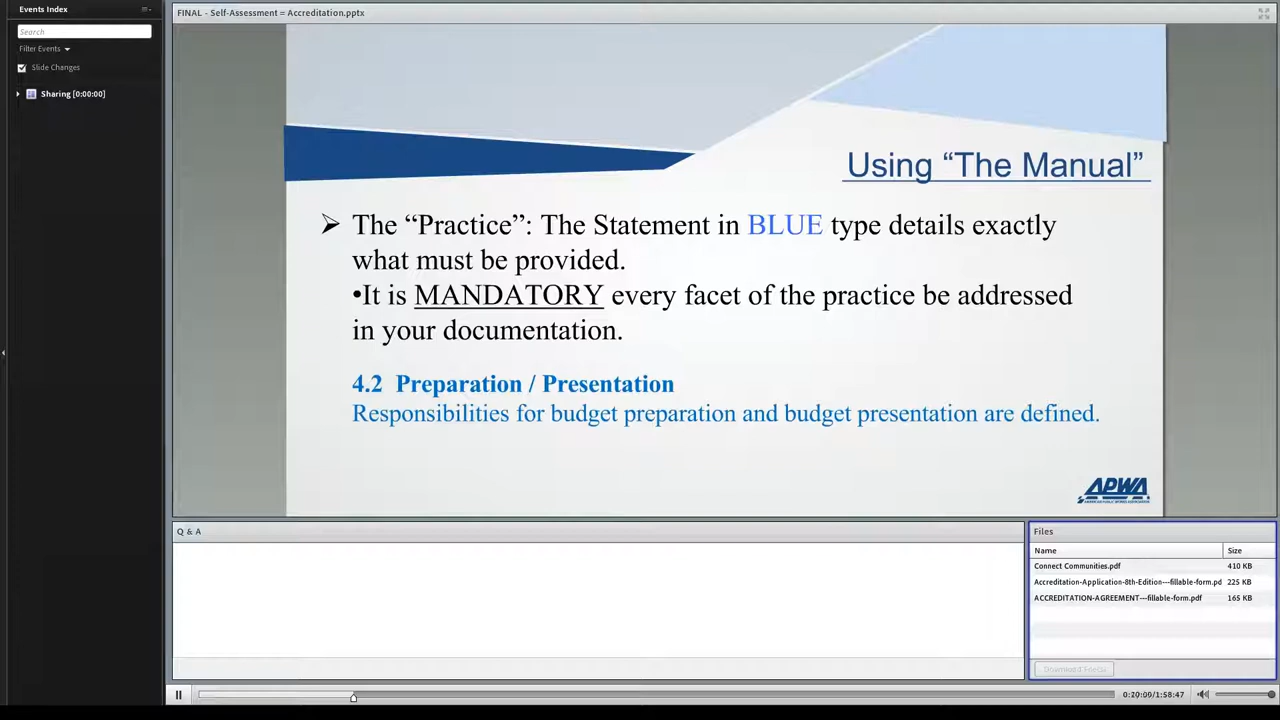 Events Index
Search
Filter Events
Slide Changes
Sharing [0:00:00]
FINAL - Self-Assessment = Accreditation.pptx
Using “The Manual”
The “Practice”: The Statement in BLUE type details exactly
what must be provided.
•It is MANDATORY every facet of the practice be addressed
in your documentation.
4.2 Preparation / Presentation
Responsibilities for budget preparation and budget presentation are defined.
APWA
Q & A
Files
Name Size
Connect Communities.pdf 410 KB
Accreditation-Application-8th-Edition---fillable-form.pd 225 KB
ACCREDITATION-AGREEMENT---fillable-form.pdf 165 KB
Download File(s)
0:20:00/1:58:47